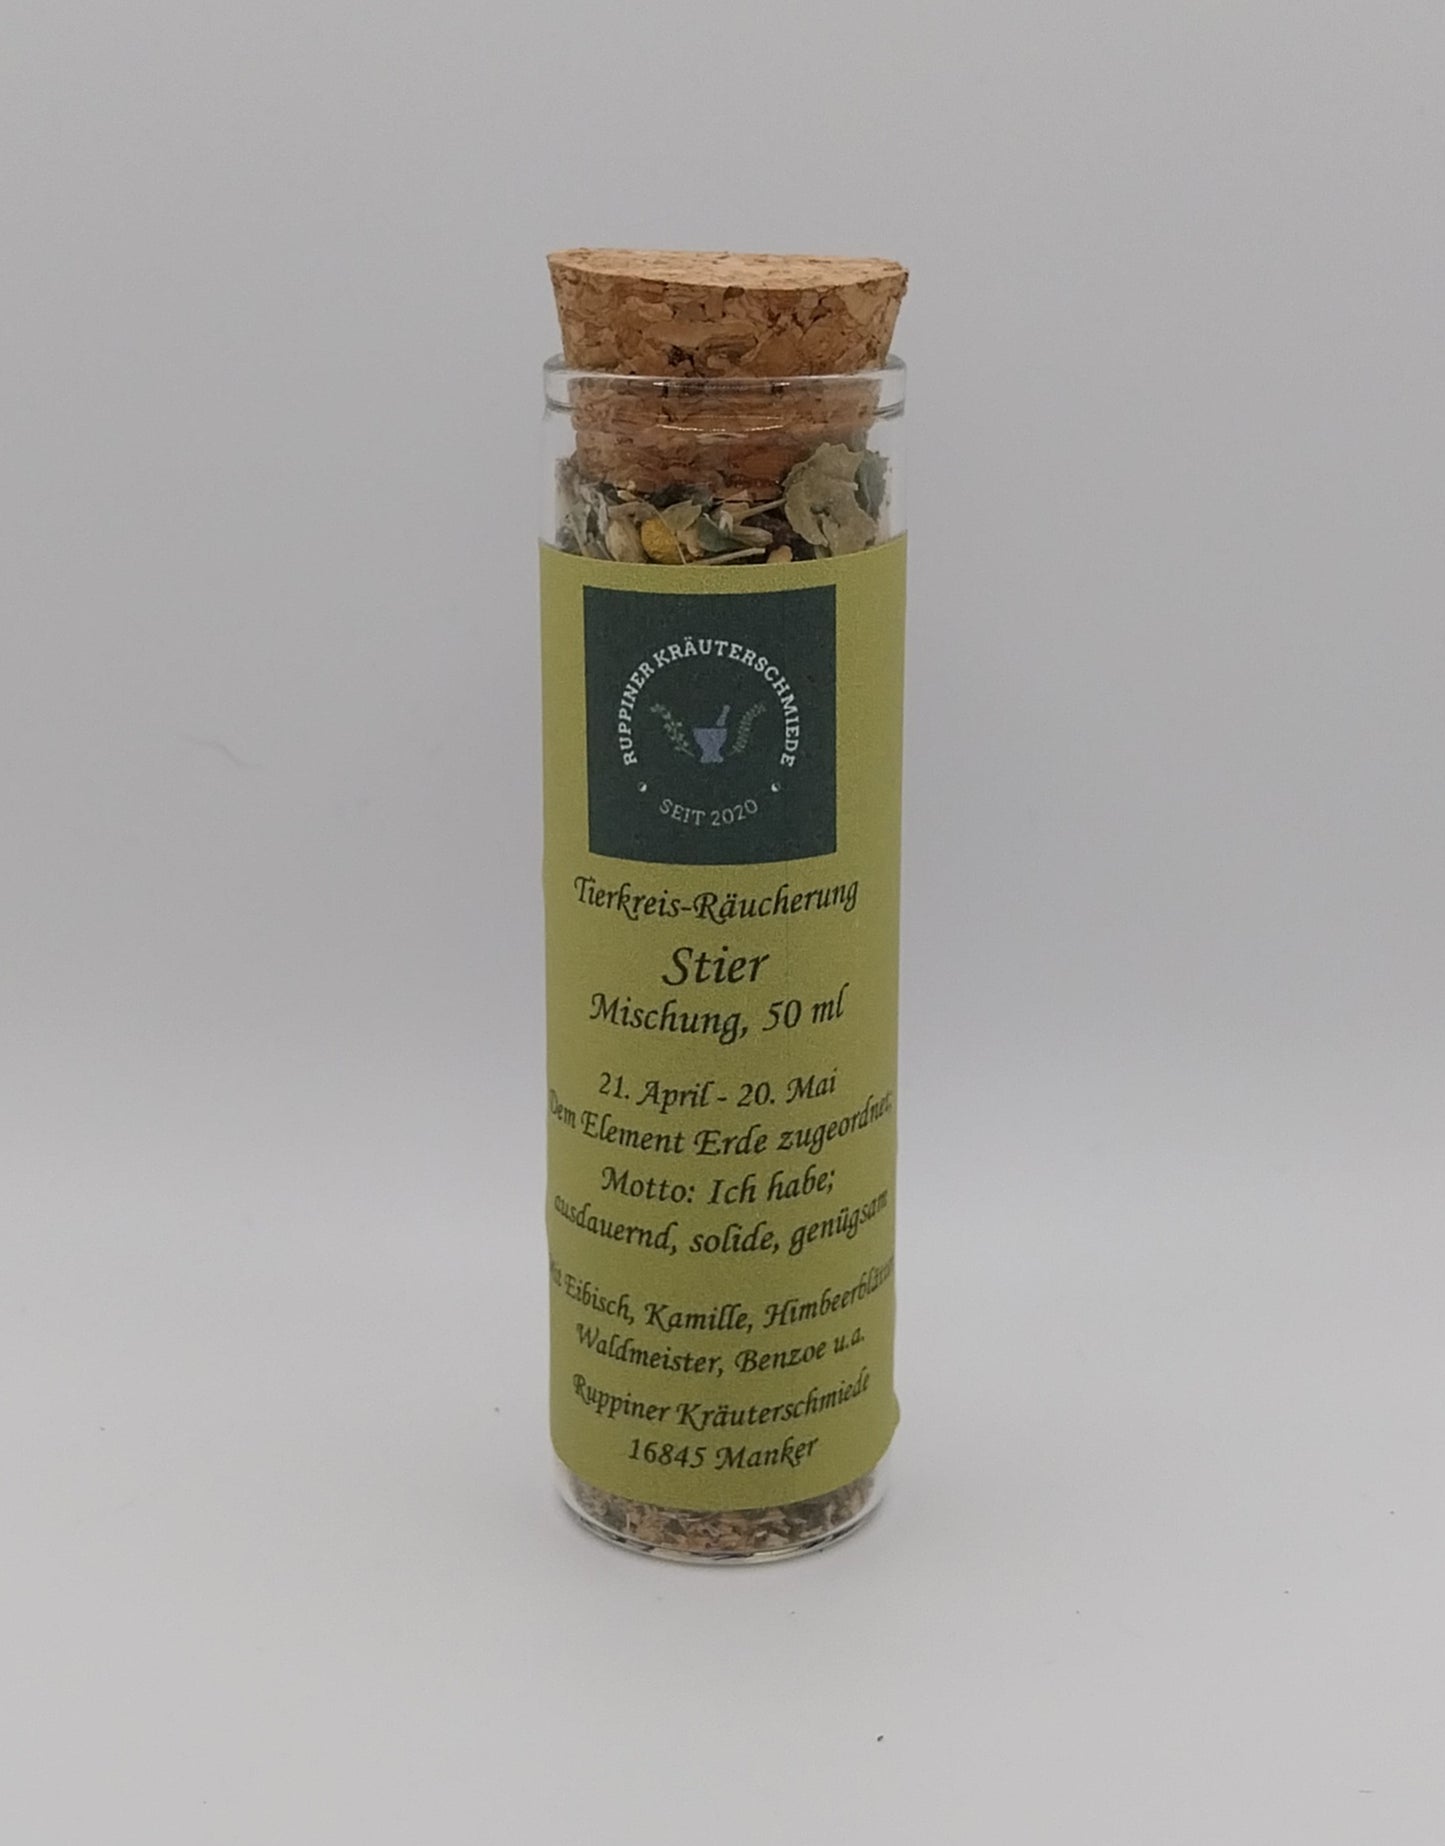 RUPPINER KRÄUTERSCHMIEDE
SEIT 2020
Tierkreis-Räucherung
Stier
Mischung, 50 ml
21. April - 20. Mai
Dem Element Erde zugeordnet;
Motto: Ich habe;
ausdauernd, solide, genügsam
Eibisch, Kamille, Himbeerblätter
Waldmeister, Benzoe u.a.
Ruppiner Kräuterschmiede
16845 Manker